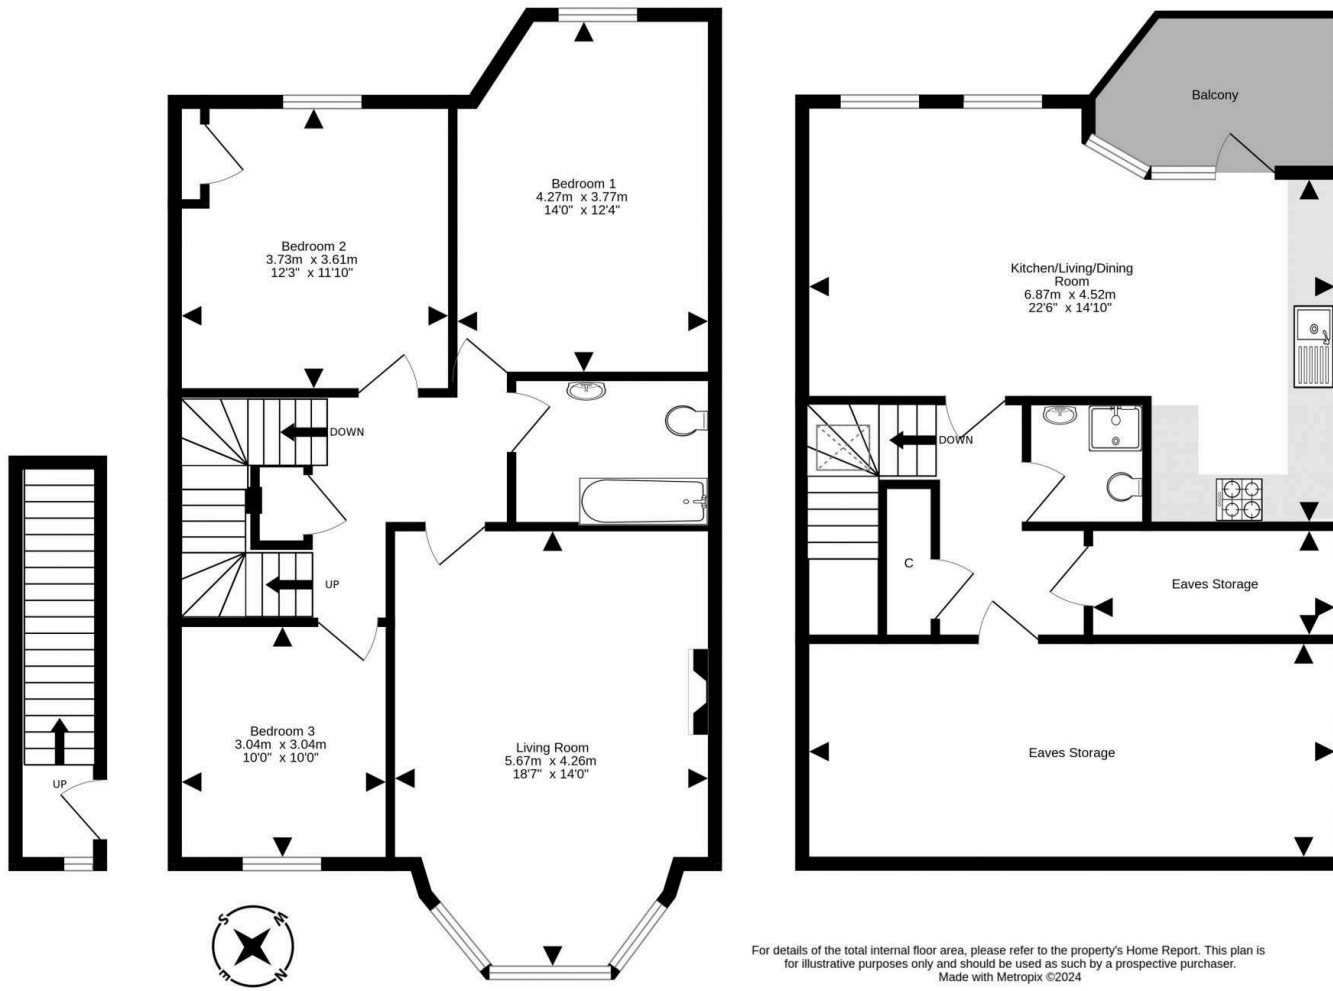 Balcony
Bedroom 1
4.27m x 3.77m
14'0" x 12'4"
Bedroom 2
3.73m x 3.61m
12'3" x 11'10"
Kitchen/Living/Dining
Room
6.87m x 4.52m
22'6" x 14'10"
DOWN
DOWN
UP
C
Eaves Storage
Bedroom 3
3.04m x 3.04m
10'0" x 10'0"
Living Room
5.67m x 4.26m
18'7" x 14'0"
Eaves Storage
UP
S
W
E
N
For details of the total internal floor area, please refer to the property's Home Report. This plan is
for illustrative purposes only and should be used as such by a prospective purchaser.
Made with Metropix ©2024